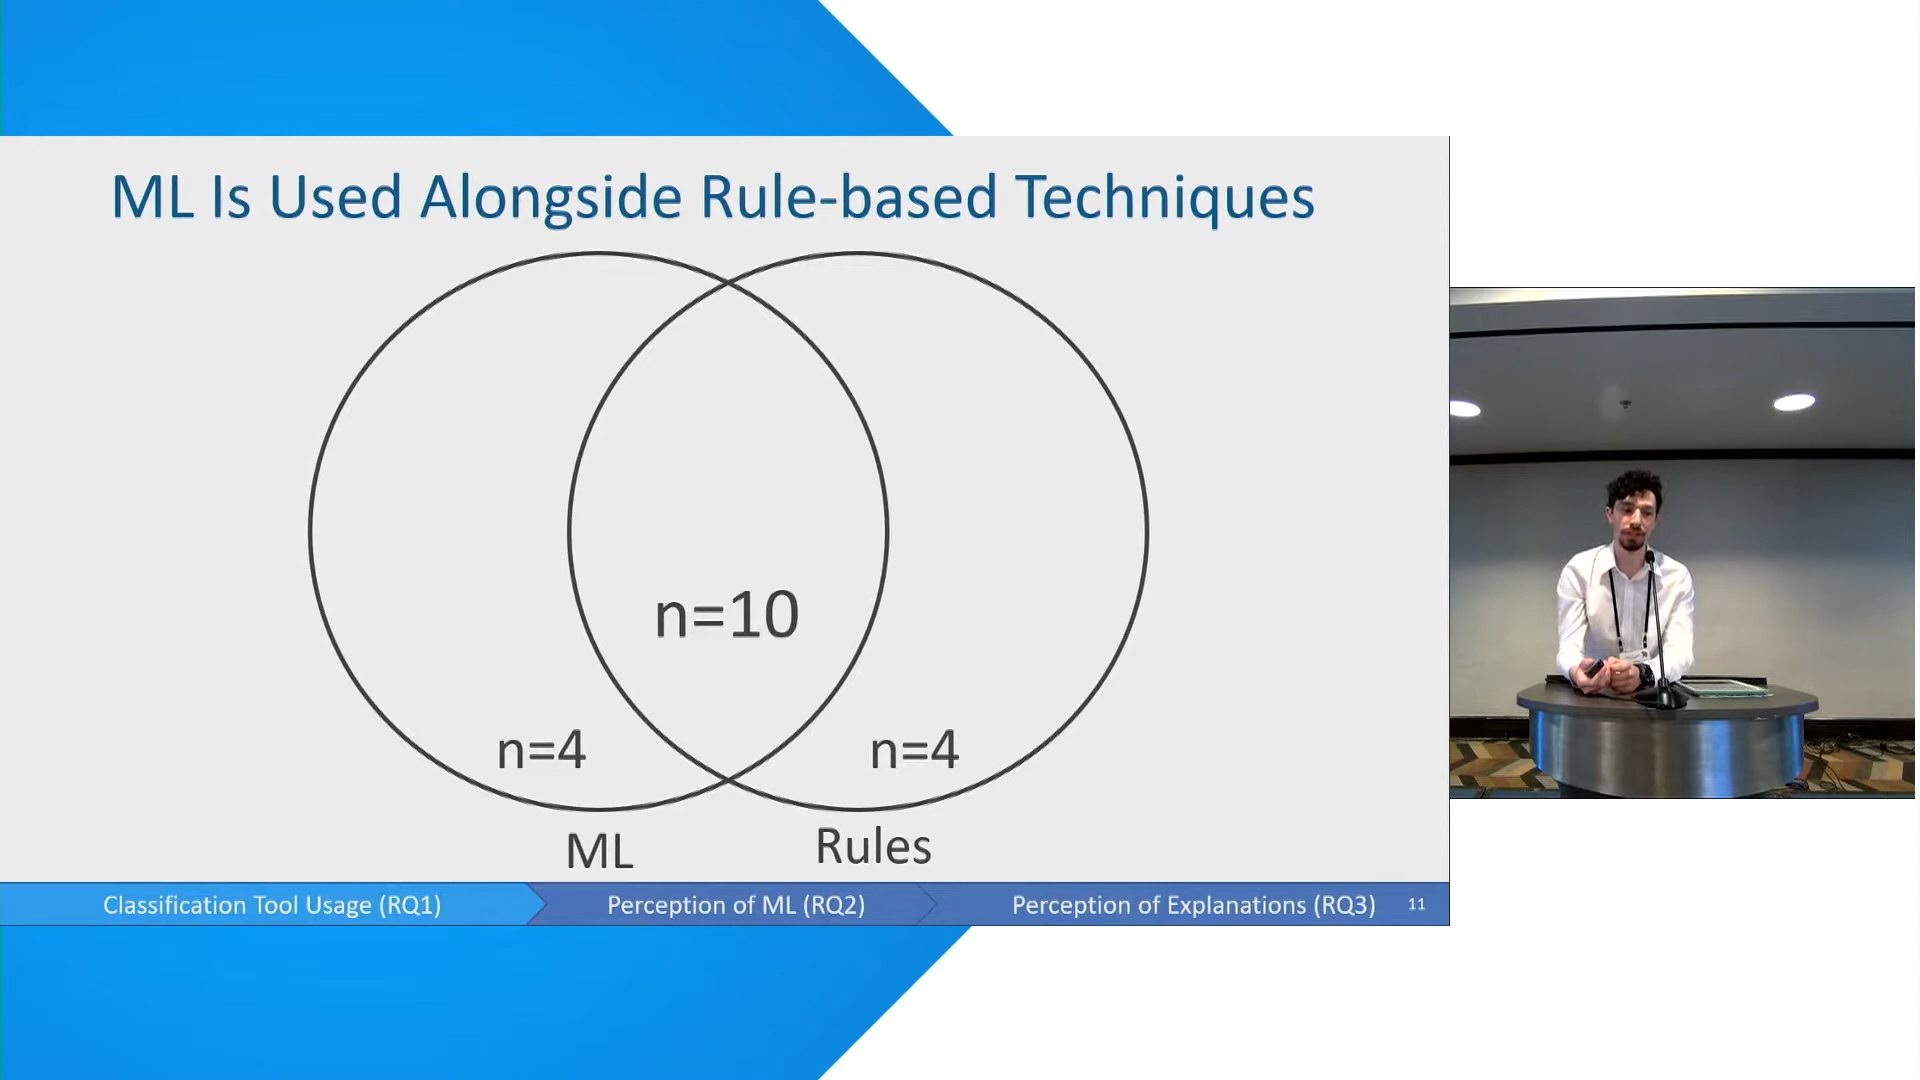 ML Is Used Alongside Rule-based Techniques
n=10
n=4
n=4
ML
Rules
Classification Tool Usage (RQ1)
Perception of ML (RQ2)
Perception of Explanations (RQ3)
11